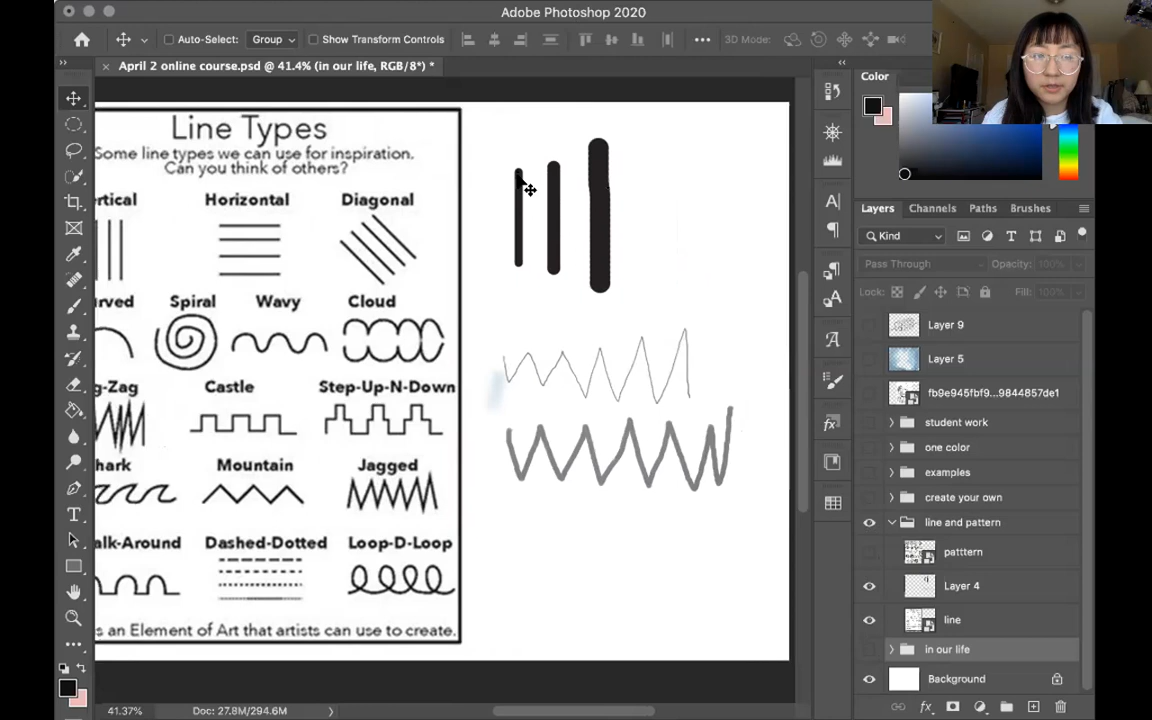 Adobe Photoshop 2020
Auto-Select: Group Show Transform Controls ••• 3D Mode:
× April 2 online course.psd @ 41.4% (in our life, RGB/8*) *
Line Types
Some line types we can use for inspiration.
Can you think of others?
ertical Horizontal Diagonal
urved Spiral Wavy Cloud
g-Zag Castle Step-Up-N-Down
hark Mountain Jagged
alk-Around Dashed-Dotted Loop-D-Loop
s an Element of Art that artists can use to create.
41.37% Doc: 27.8M/294.6M
Color
Layers Channels Paths Brushes
Kind
Pass Through Opacity: 100%
Lock: Fill: 100%
Layer 9
Layer 5
fb9e945fbf9...9844857de1
student work
one color
examples
create your own
line and pattern
patttern
Layer 4
line
in our life
Background